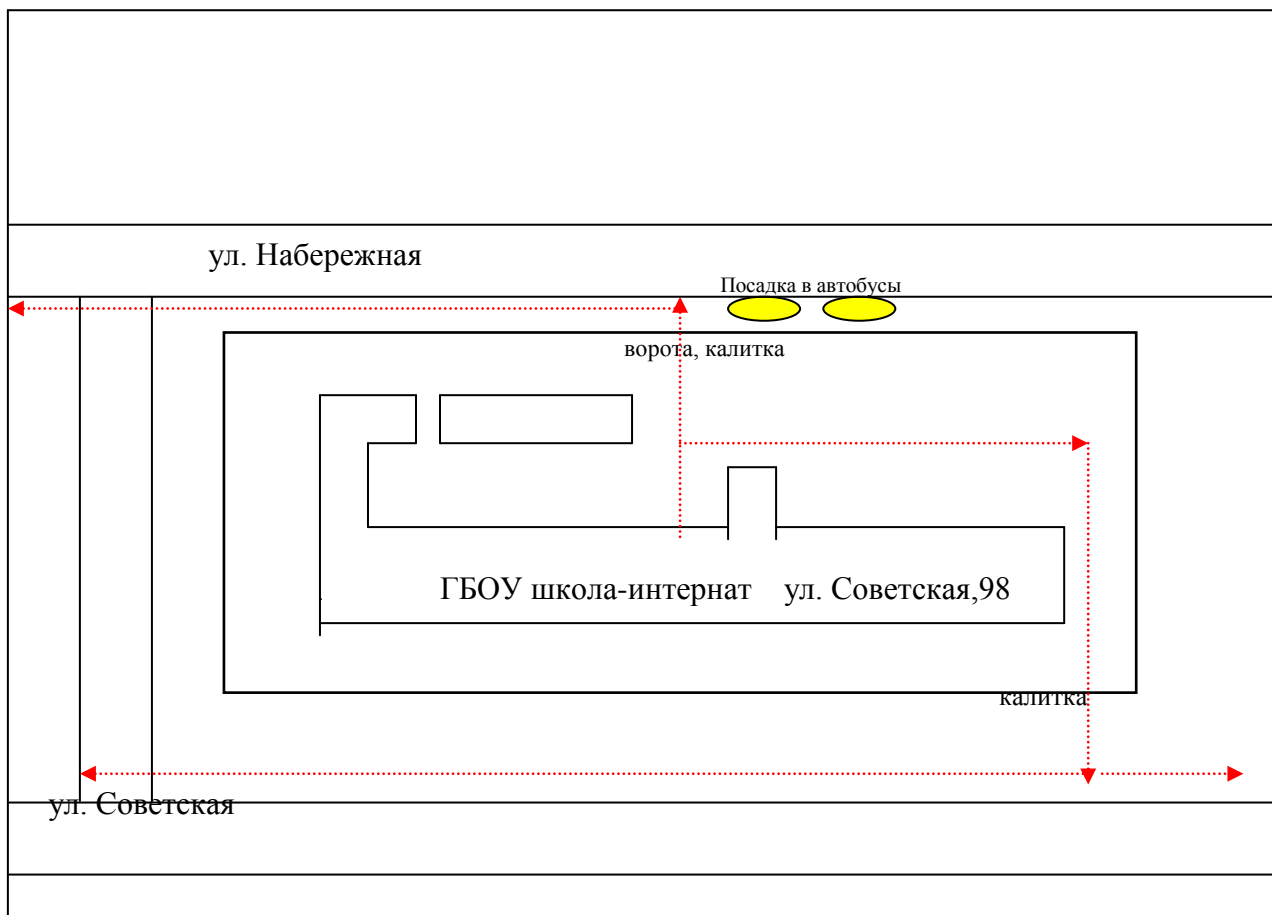 ул. Набережная
Посадка в автобусы
ворота, калитка
ГБОУ школа-интернат ул. Советская,98
калитка
ул. Советская